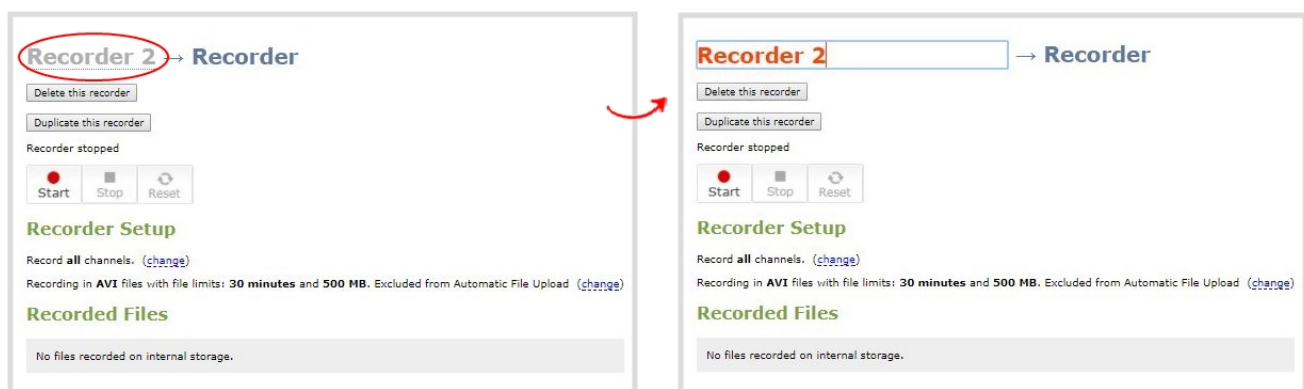 Recorder 2 → Recorder
Delete this recorder
Duplicate this recorder
Recorder stopped
Start Stop Reset
Recorder Setup
Record all channels. (change)
Recording in AVI files with file limits: 30 minutes and 500 MB. Excluded from Automatic File Upload (change)
Recorded Files
No files recorded on internal storage.
Recorder 2 → Recorder
Delete this recorder
Duplicate this recorder
Recorder stopped
Start Stop Reset
Recorder Setup
Record all channels. (change)
Recording in AVI files with file limits: 30 minutes and 500 MB. Excluded from Automatic File Upload (change)
Recorded Files
No files recorded on internal storage.